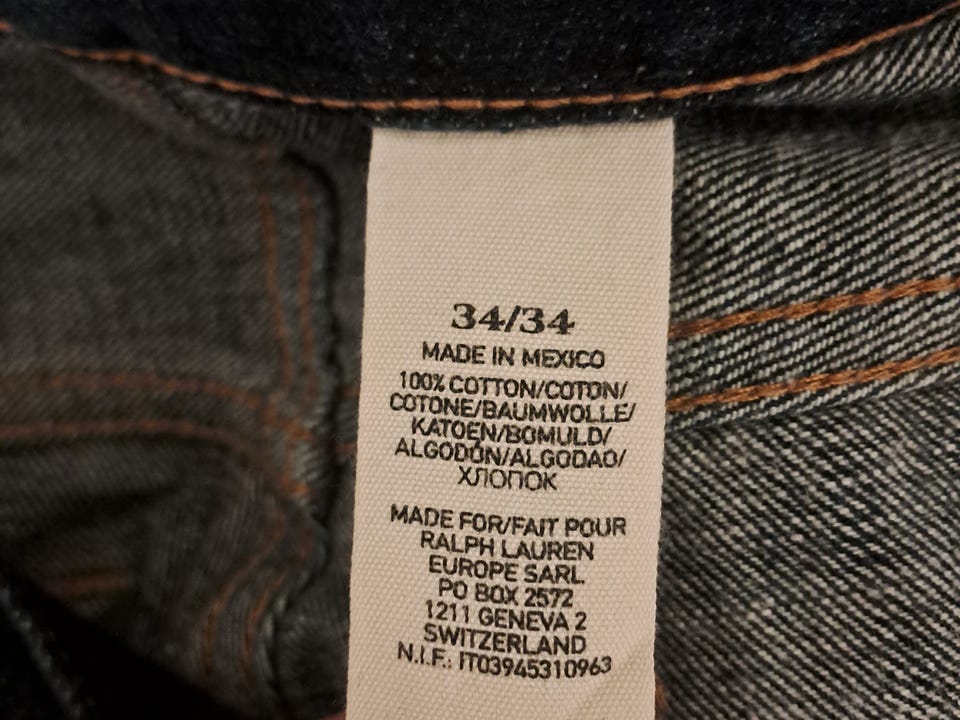 34/34
MADE IN MEXICO
100% COTTON/COTON/
COTONE/BAUMWOLLE/
KATOEN/BOMULD/
ALGODÓN/ALGODAO/
ХЛОПОК
MADE FOR/FAIT POUR
RALPH LAUREN
EUROPE SARL
PO BOX 2572
1211 GENEVA 2
SWITZERLAND
N.I.F.: IT03945310963